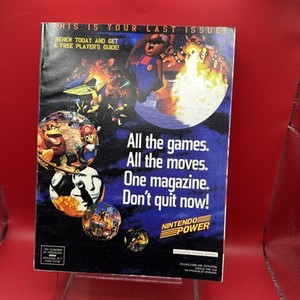 THIS IS YOUR LAST ISSUE
RENEW TODAY AND GET
A FREE PLAYER'S GUIDE!
All the games.
All the moves.
One magazine.
Don't quit now!
NINTENDO
POWER